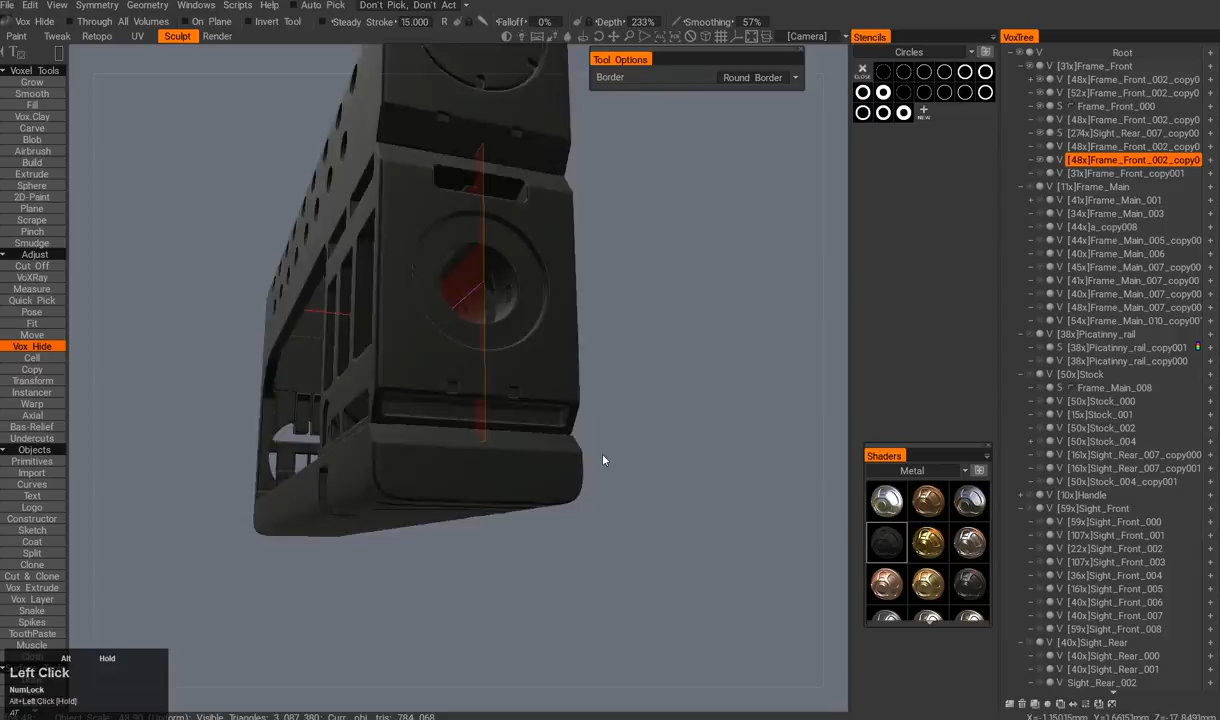 File Edit View Symmetry Geometry Windows Scripts Help Auto Pick Don't Pick, Don't Act
Vox Hide Through All Volumes On Plane Invert Tool Steady Stroke 15.000 R Falloff 0% Depth 233% Smoothing 57%
Paint Tweak Retopo UV Sculpt Render [Camera]
Voxel Tools
Grow
Smooth
Fill
Vox.Clay
Carve
Blob
Airbrush
Build
Extrude
Sphere
2D-Paint
Plane
Scrape
Pinch
Smudge
Adjust
Cut Off
VoXRay
Measure
Quick Pick
Pose
Fit
Move
Vox Hide
Cell
Copy
Transform
Instancer
Warp
Axial
Bas-Relief
Undercuts
Objects
Primitives
Import
Curves
Text
Logo
Constructor
Sketch
Coat
Split
Clone
Cut & Clone
Vox Extrude
Vox Layer
Snake
Spikes
ToothPaste
Muscle
Alt Hold
Left Click
NumLock
Alt+Left Click [Hold]
Tool Options
Border Round Border
Stencils
Circles
CLOSE
NEW
Shaders
Metal
VoxTree
Root
V [31x]Frame_Front
V [48x]Frame_Front_002_copy0
V [52x]Frame_Front_002_copy0
S Frame_Front_000
V [48x]Frame_Front_002_copy0
V [274x]Sight_Rear_007_copy00
V [48x]Frame_Front_002_copy0
V [48x]Frame_Front_002_copy0
V [31x]Frame_Front_copy001
V [11x]Frame_Main
V [41x]Frame_Main_001
V [34x]Frame_Main_003
V [44x]a_copy008
V [44x]Frame_Main_005_copy00
V [40x]Frame_Main_006
V [45x]Frame_Main_007_copy00
V [41x]Frame_Main_007_copy00
V [40x]Frame_Main_007_copy00
V [48x]Frame_Main_007_copy00
V [54x]Frame_Main_010_copy00
V [38x]Picatinny_rail
S [38x]Picatinny_rail_copy001
V [38x]Picatinny_rail_copy000
V [50x]Stock
S Frame_Main_008
V [50x]Stock_000
V [15x]Stock_001
V [50x]Stock_002
V [50x]Stock_004
V [16x]Sight_Rear_007_copy000
V [16x]Sight_Rear_007_copy001
V [50x]Stock_004_copy001
V [10x]Handle
V [59x]Sight_Front
V [59x]Sight_Front_000
V [107x]Sight_Front_001
V [22x]Sight_Front_002
V [107x]Sight_Front_003
V [36x]Sight_Front_004
V [161x]Sight_Front_005
V [40x]Sight_Front_006
V [40x]Sight_Front_007
V [59x]Sight_Front_008
V [40x]Sight_Rear
V [40x]Sight_Rear_000
V [40x]Sight_Rear_001
Sight_Rear_002